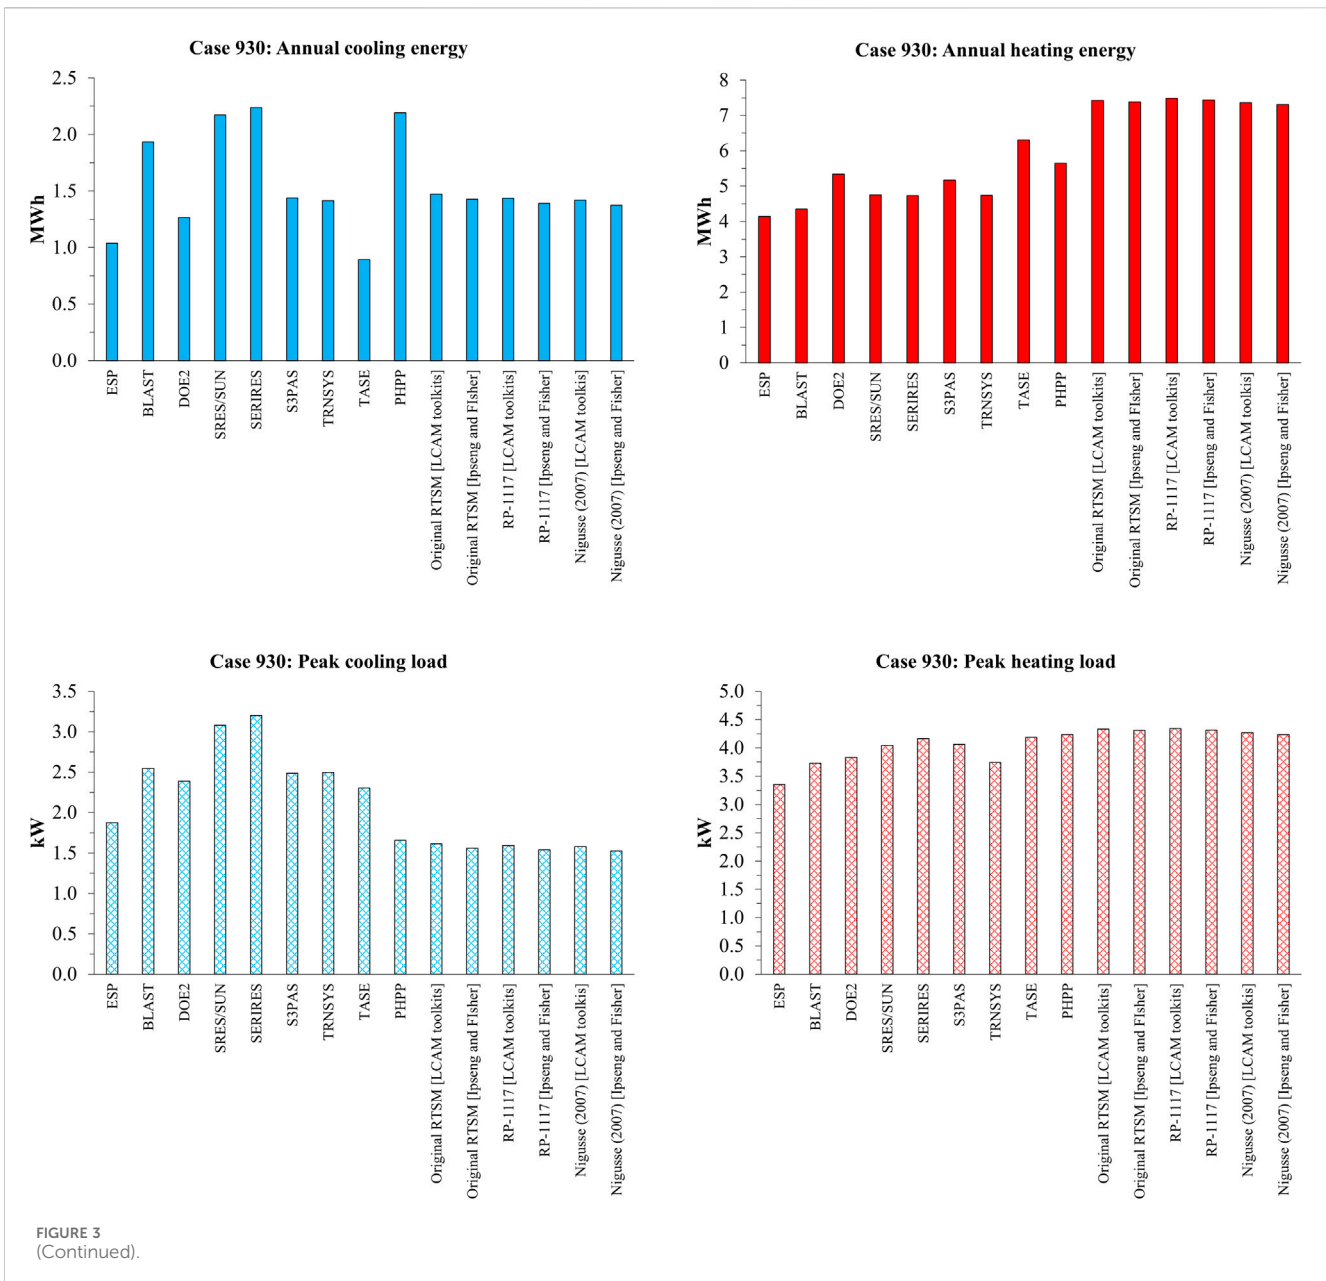 Case 930: Annual cooling energy
MWh
2.5
2.0
1.5
1.0
0.5
0.0
ESP
BLAST
DOE2
SRES/SUN
SERIRES
S3PAS
TRNSYS
TASE
PHPP
Original RTSM [LCAM toolkits]
Original RTSM [Ipseng and FIsher]
RP-1117 [LCAM toolkits]
RP-1117 [Ipseng and Fisher]
Nigusse (2007) [LCAM toolkis]
Nigusse (2007) [Ipseng and Fisher]
Case 930: Annual heating energy
MWh
8
7
6
5
4
3
2
1
0
ESP
BLAST
DOE2
SRES/SUN
SERIRES
S3PAS
TRNSYS
TASE
PHPP
Original RTSM [LCAM toolkits]
Original RTSM [Ipseng and FIsher]
RP-1117 [LCAM toolkits]
RP-1117 [Ipseng and Fisher]
Nigusse (2007) [LCAM toolkis]
Nigusse (2007) [Ipseng and Fisher]
Case 930: Peak cooling load
kW
3.5
3.0
2.5
2.0
1.5
1.0
0.5
0.0
ESP
BLAST
DOE2
SRES/SUN
SERIRES
S3PAS
TRNSYS
TASE
PHPP
Original RTSM [LCAM toolkits]
Original RTSM [Ipseng and FIsher]
RP-1117 [LCAM toolkits]
RP-1117 [Ipseng and Fisher]
Nigusse (2007) [LCAM toolkis]
Nigusse (2007) [Ipseng and Fisher]
Case 930: Peak heating load
kW
5.0
4.5
4.0
3.5
3.0
2.5
2.0
1.5
1.0
0.5
0.0
ESP
BLAST
DOE2
SRES/SUN
SERIRES
S3PAS
TRNSYS
TASE
PHPP
Original RTSM [LCAM toolkits]
Original RTSM [Ipseng and FIsher]
RP-1117 [LCAM toolkits]
RP-1117 [Ipseng and Fisher]
Nigusse (2007) [LCAM toolkis]
Nigusse (2007) [Ipseng and Fisher]
FIGURE 3
(Continued).